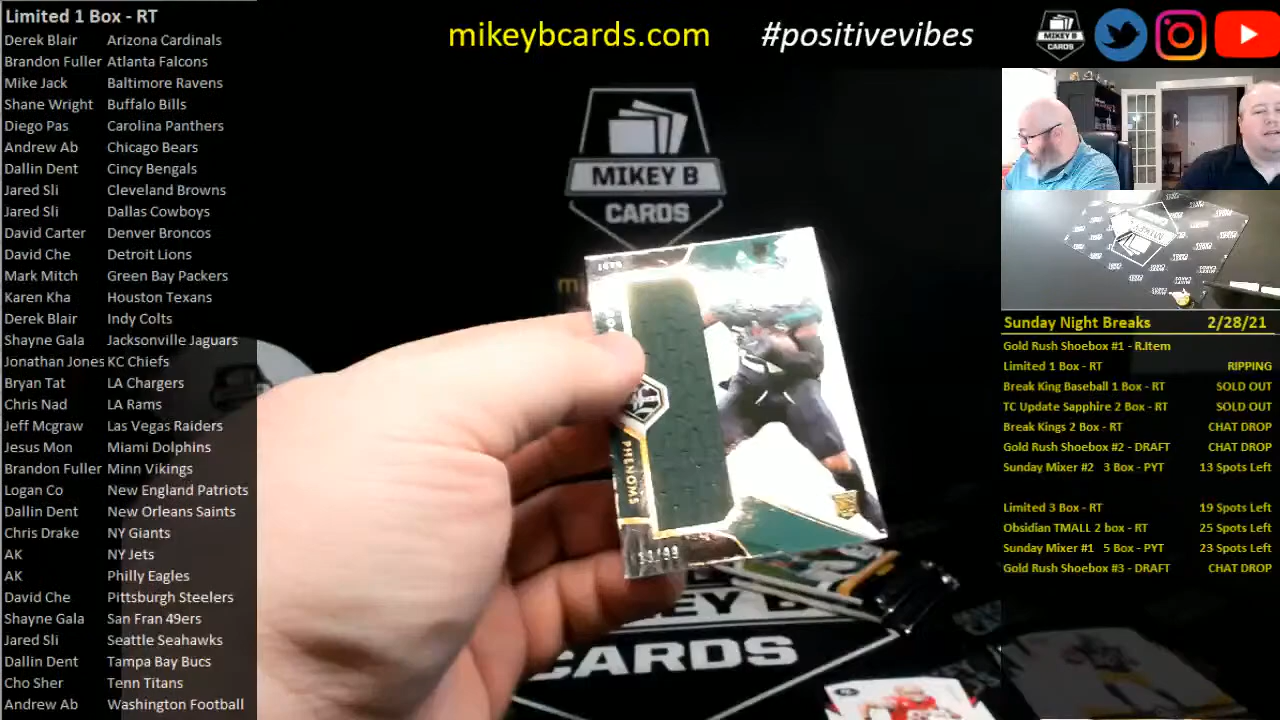 Limited 1 Box - RT
Derek Blair Arizona Cardinals
Brandon Fuller Atlanta Falcons
Mike Jack Baltimore Ravens
Shane Wright Buffalo Bills
Diego Pas Carolina Panthers
Andrew Ab Chicago Bears
Dallin Dent Cincy Bengals
Jared Sli Cleveland Browns
Jared Sli Dallas Cowboys
David Carter Denver Broncos
David Che Detroit Lions
Mark Mitch Green Bay Packers
Karen Kha Houston Texans
Derek Blair Indy Colts
Shayne Gala Jacksonville Jaguars
Jonathan Jones KC Chiefs
Bryan Tat LA Chargers
Chris Nad LA Rams
Jeff Mcgraw Las Vegas Raiders
Jesus Mon Miami Dolphins
Brandon Fuller Minn Vikings
Logan Co New England Patriots
Dallin Dent New Orleans Saints
Chris Drake NY Giants
AK NY Jets
AK Philly Eagles
David Che Pittsburgh Steelers
Shayne Gala San Fran 49ers
Jared Sli Seattle Seahawks
Dallin Dent Tampa Bay Bucs
Cho Sher Tenn Titans
Andrew Ab Washington Football
mikeybcards.com #positivevibes
MIKEY B
CARDS
MIKEY B
CARDS
PHENOMS
MIKEY B
CARDS
Sunday Night Breaks 2/28/21
Gold Rush Shoebox #1 - R.Item
Limited 1 Box - RT RIPPING
Break King Baseball 1 Box - RT SOLD OUT
TC Update Sapphire 2 Box - RT SOLD OUT
Break Kings 2 Box - RT CHAT DROP
Gold Rush Shoebox #2 - DRAFT CHAT DROP
Sunday Mixer #2 3 Box - PYT 13 Spots Left
Limited 3 Box - RT 19 Spots Left
Obsidian TMALL 2 box - RT 25 Spots Left
Sunday Mixer #1 5 Box - PYT 23 Spots Left
Gold Rush Shoebox #3 - DRAFT CHAT DROP